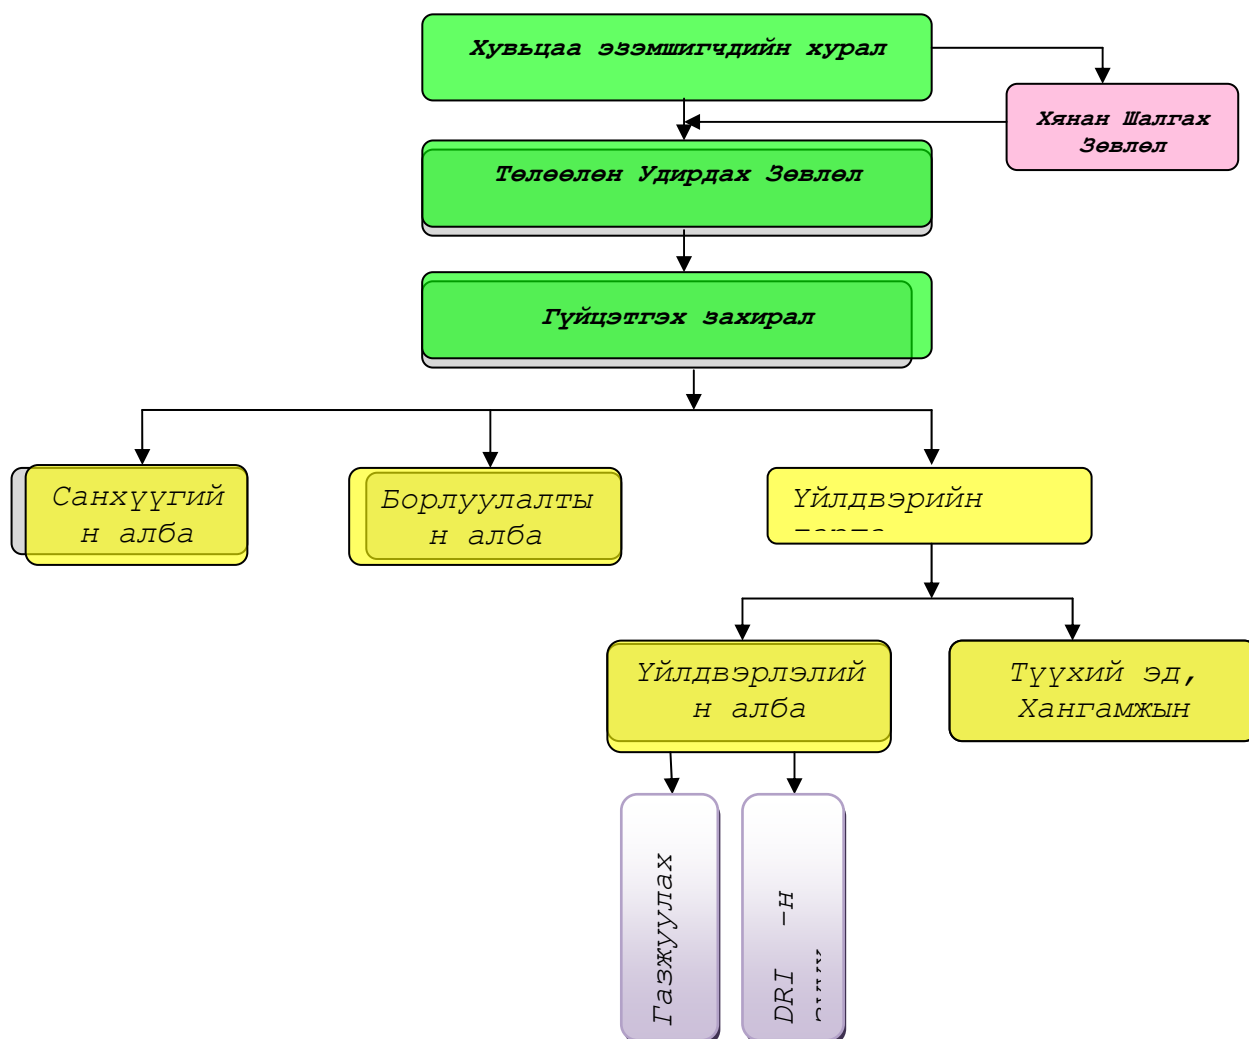 Хувьцаа эзэмшигчдийн хурал
Хянан Шалгах
Зөвлөл
Төлөөлөн Удирдах Зөвлөл
Гүйцэтгэх захирал
Санхүүгий
н алба
Борлуулалты
н алба
Үйлдвэрийн
Үйлдвэрлэлий
н алба
Түүхий эд,
Хангамжын
Газжуулах
DRI -н